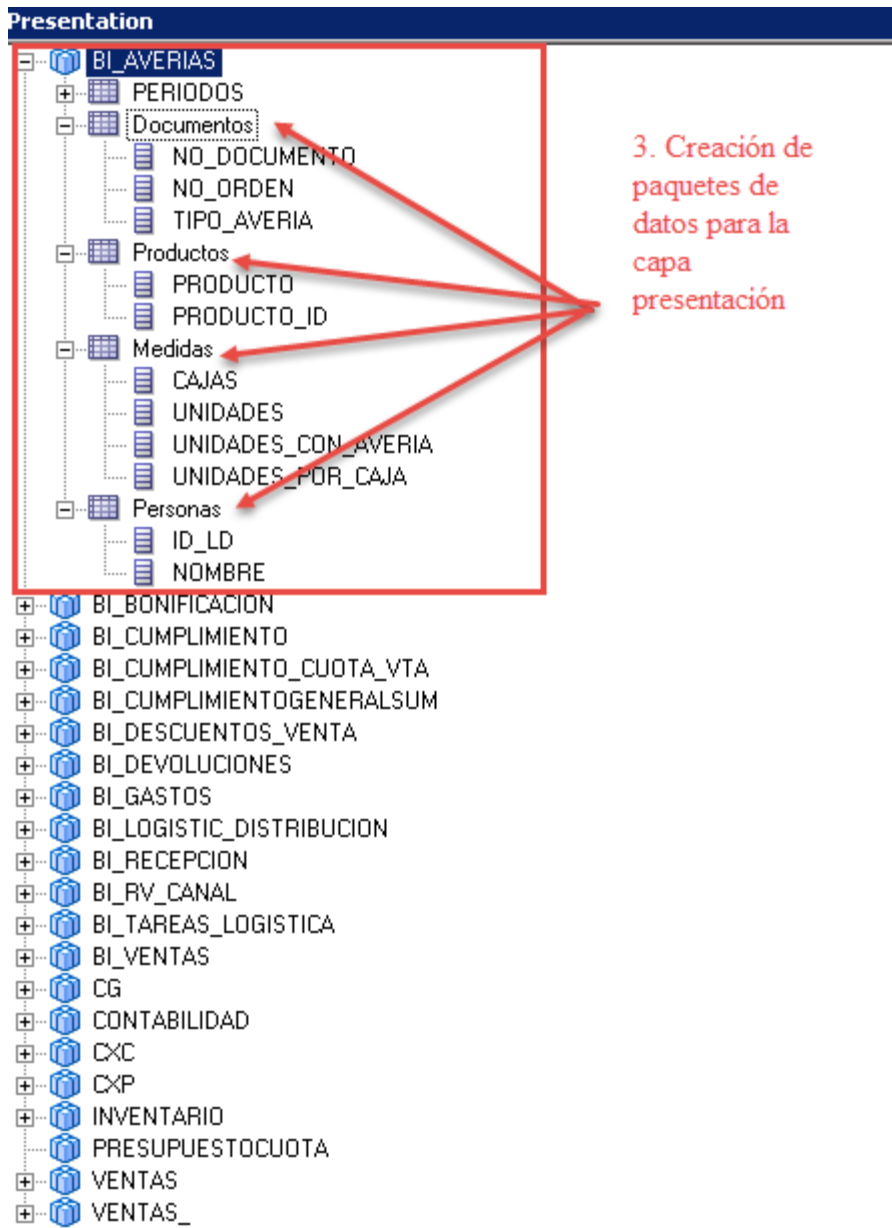 Presentation
BI_AVERIAS
PERIODOS
Documentos
NO_DOCUMENTO
NO_ORDEN
TIPO_AVERIA
Productos
PRODUCTO
PRODUCTO_ID
Medidas
CAJAS
UNIDADES
UNIDADES_CON_AVERIA
UNIDADES_POR_CAJA
Personas
ID_LD
NOMBRE
3. Creación de
paquetes de
datos para la
capa
presentación
BI_BONIFICACION
BI_CUMPLIMIENTO
BI_CUMPLIMIENTO_CUOTA_VTA
BI_CUMPLIMIENTOGENERALSUM
BI_DESCUENTOS_VENTA
BI_DEVOLUCIONES
BI_GASTOS
BI_LOGISTIC_DISTRIBUCION
BI_RECEPCION
BI_RV_CANAL
BI_TAREAS_LOGISTICA
BI_VENTAS
CG
CONTABILIDAD
CXC
CXP
INVENTARIO
PRESUPUESTOCUOTA
VENTAS
VENTAS_